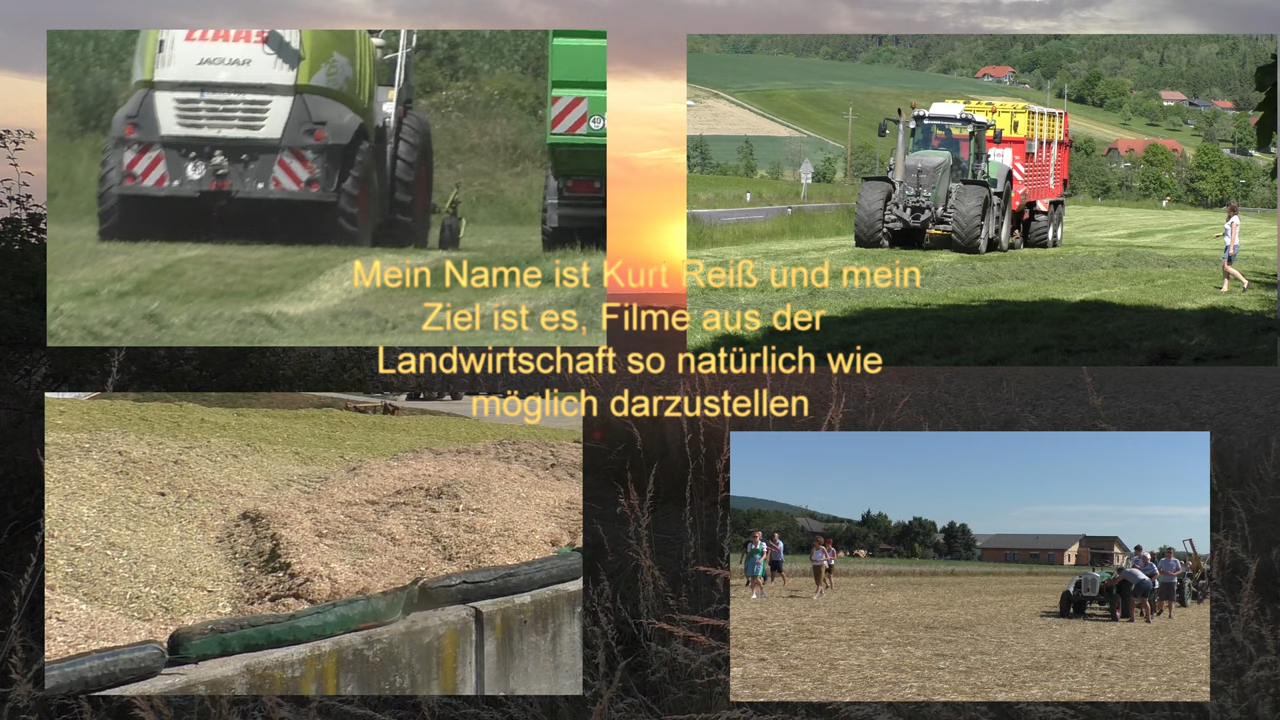 CLAAS
JAGUAR
40
Mein Name ist Kurt Reiß und mein
Ziel ist es, Filme aus der
Landwirtschaft so natürlich wie
möglich darzustellen